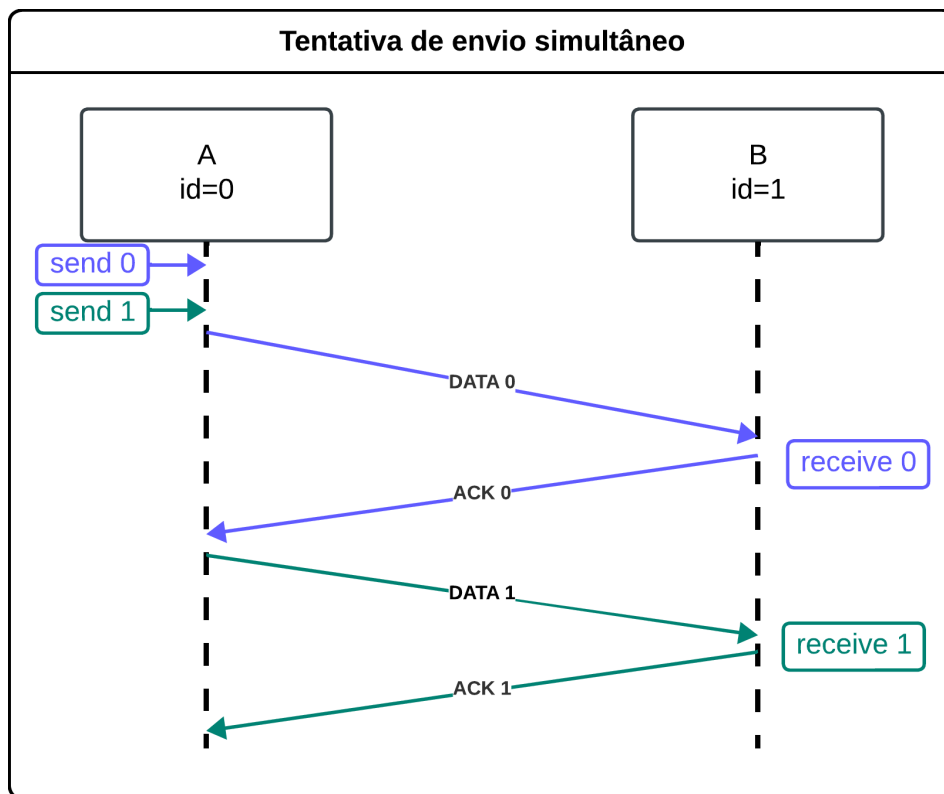 Tentativa de envio simultâneo
A
id=0
B
id=1
send 0
send 1
DATA 0
receive 0
ACK 0
DATA 1
receive 1
ACK 1